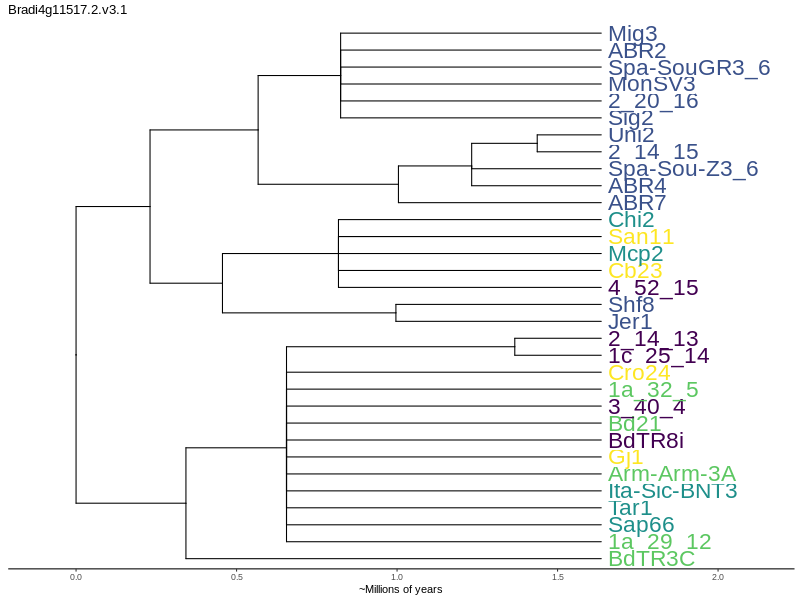 Bradi4g11517.2.v3.1
Mig3
ABR2
Spa-SouGR3_6
MonSV3
2_20_16
Sig2
Uni2
2_14_15
Spa-Sou-Z3_6
ABR4
ABR7
Chi2
San11
Mcp2
Cb23
4_52_15
Shf8
Jer1
2_14_13
1c_25_14
Cro24
1a_32_5
3_40_4
Bd21
BdTR8i
Gj1
Arm-Arm-3A
Ita-Sic-BNT3
Tar1
Sap66
1a_29_12
BdTR3C
0.0 0.5 1.0 1.5 2.0
~Millions of years